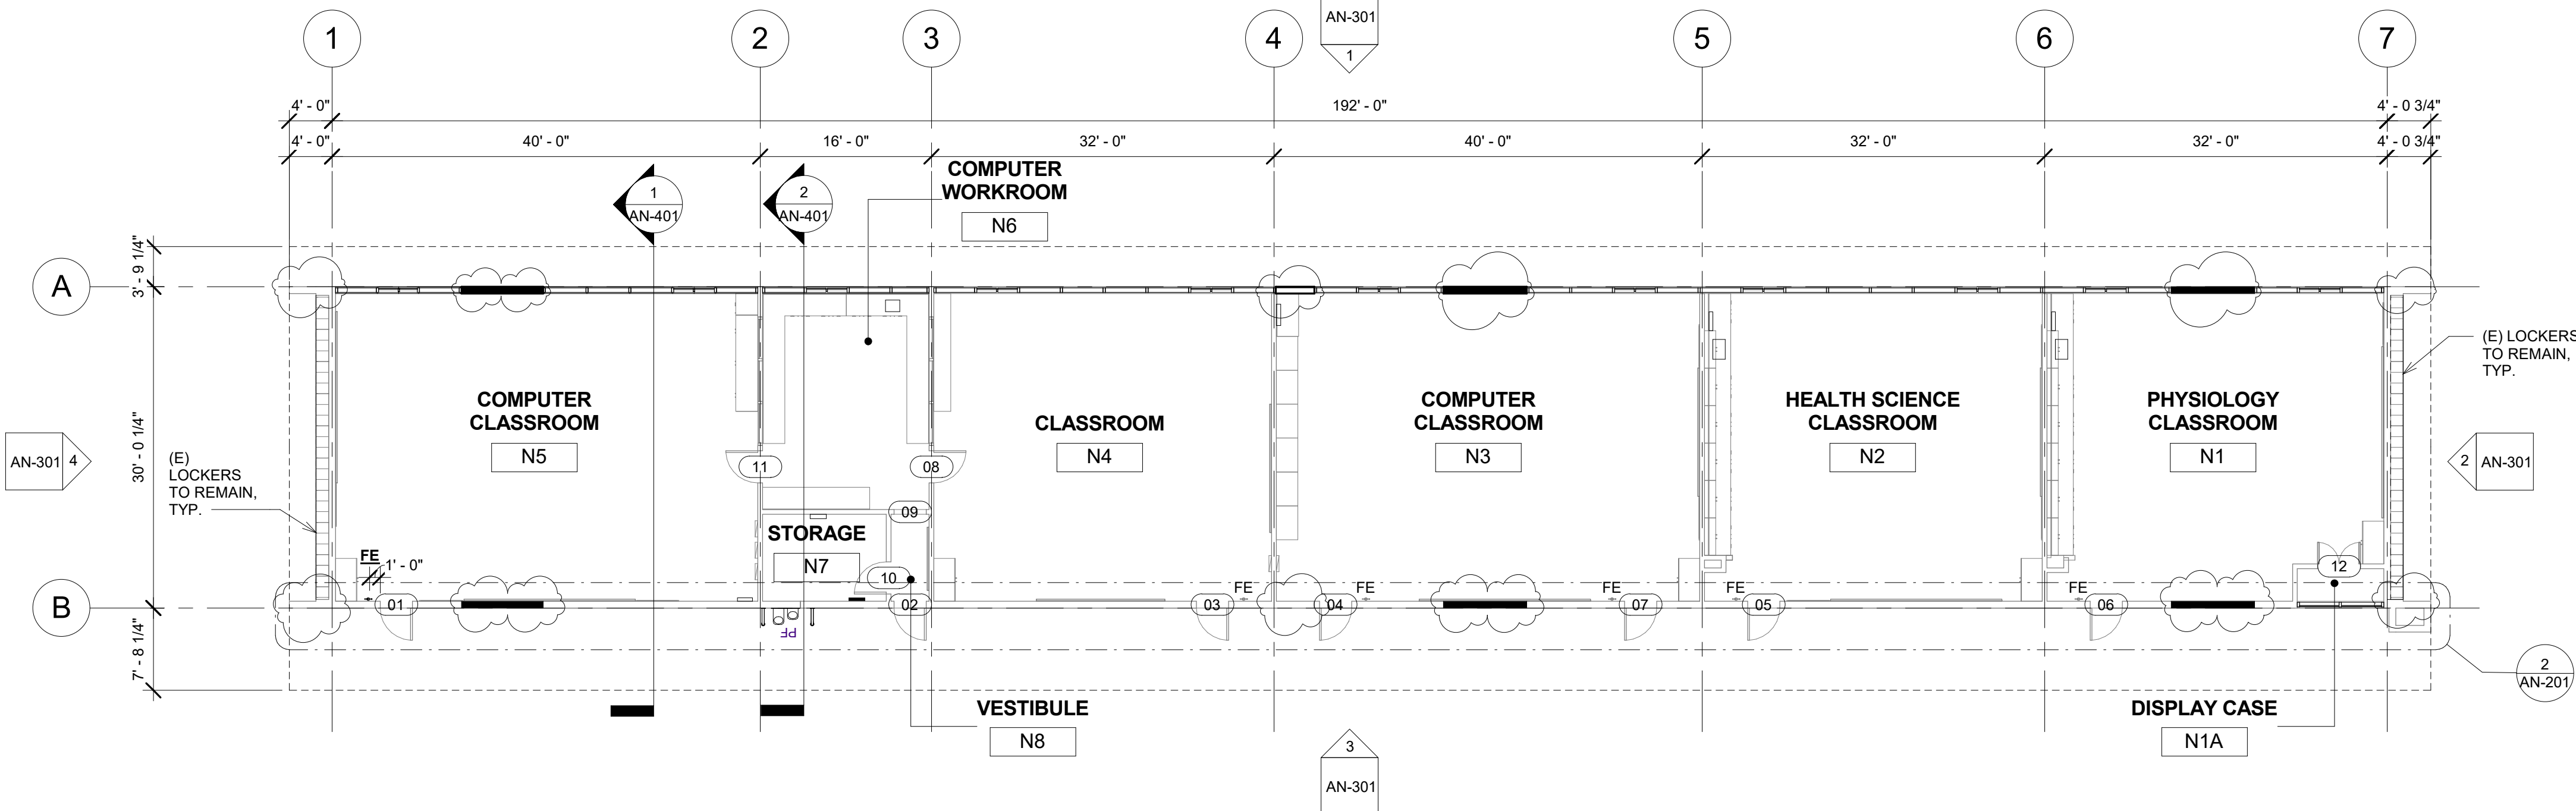 AN-301
1
1
2
3
4
5
6
7
4' - 0"
192' - 0"
4' - 0 3/4"
4' - 0"
40' - 0"
16' - 0"
32' - 0"
40' - 0"
32' - 0"
32' - 0"
4' - 0 3/4"
COMPUTER
WORKROOM
N6
1
AN-401
2
AN-401
3' - 9 1/4"
A
30' - 0 1/4"
(E) LOCKERS
TO REMAIN,
TYP.
COMPUTER
CLASSROOM
N5
CLASSROOM
N4
COMPUTER
CLASSROOM
N3
HEALTH SCIENCE
CLASSROOM
N2
PHYSIOLOGY
CLASSROOM
N1
AN-301
4
2
AN-301
(E)
LOCKERS
TO REMAIN,
TYP.
11
08
09
STORAGE
N7
10
FE
1' - 0"
12
B
01
02
03
FE
04
FE
FE
07
FE
05
FE
06
PF
7' - 8 1/4"
2
AN-201
VESTIBULE
N8
DISPLAY CASE
N1A
3
AN-301